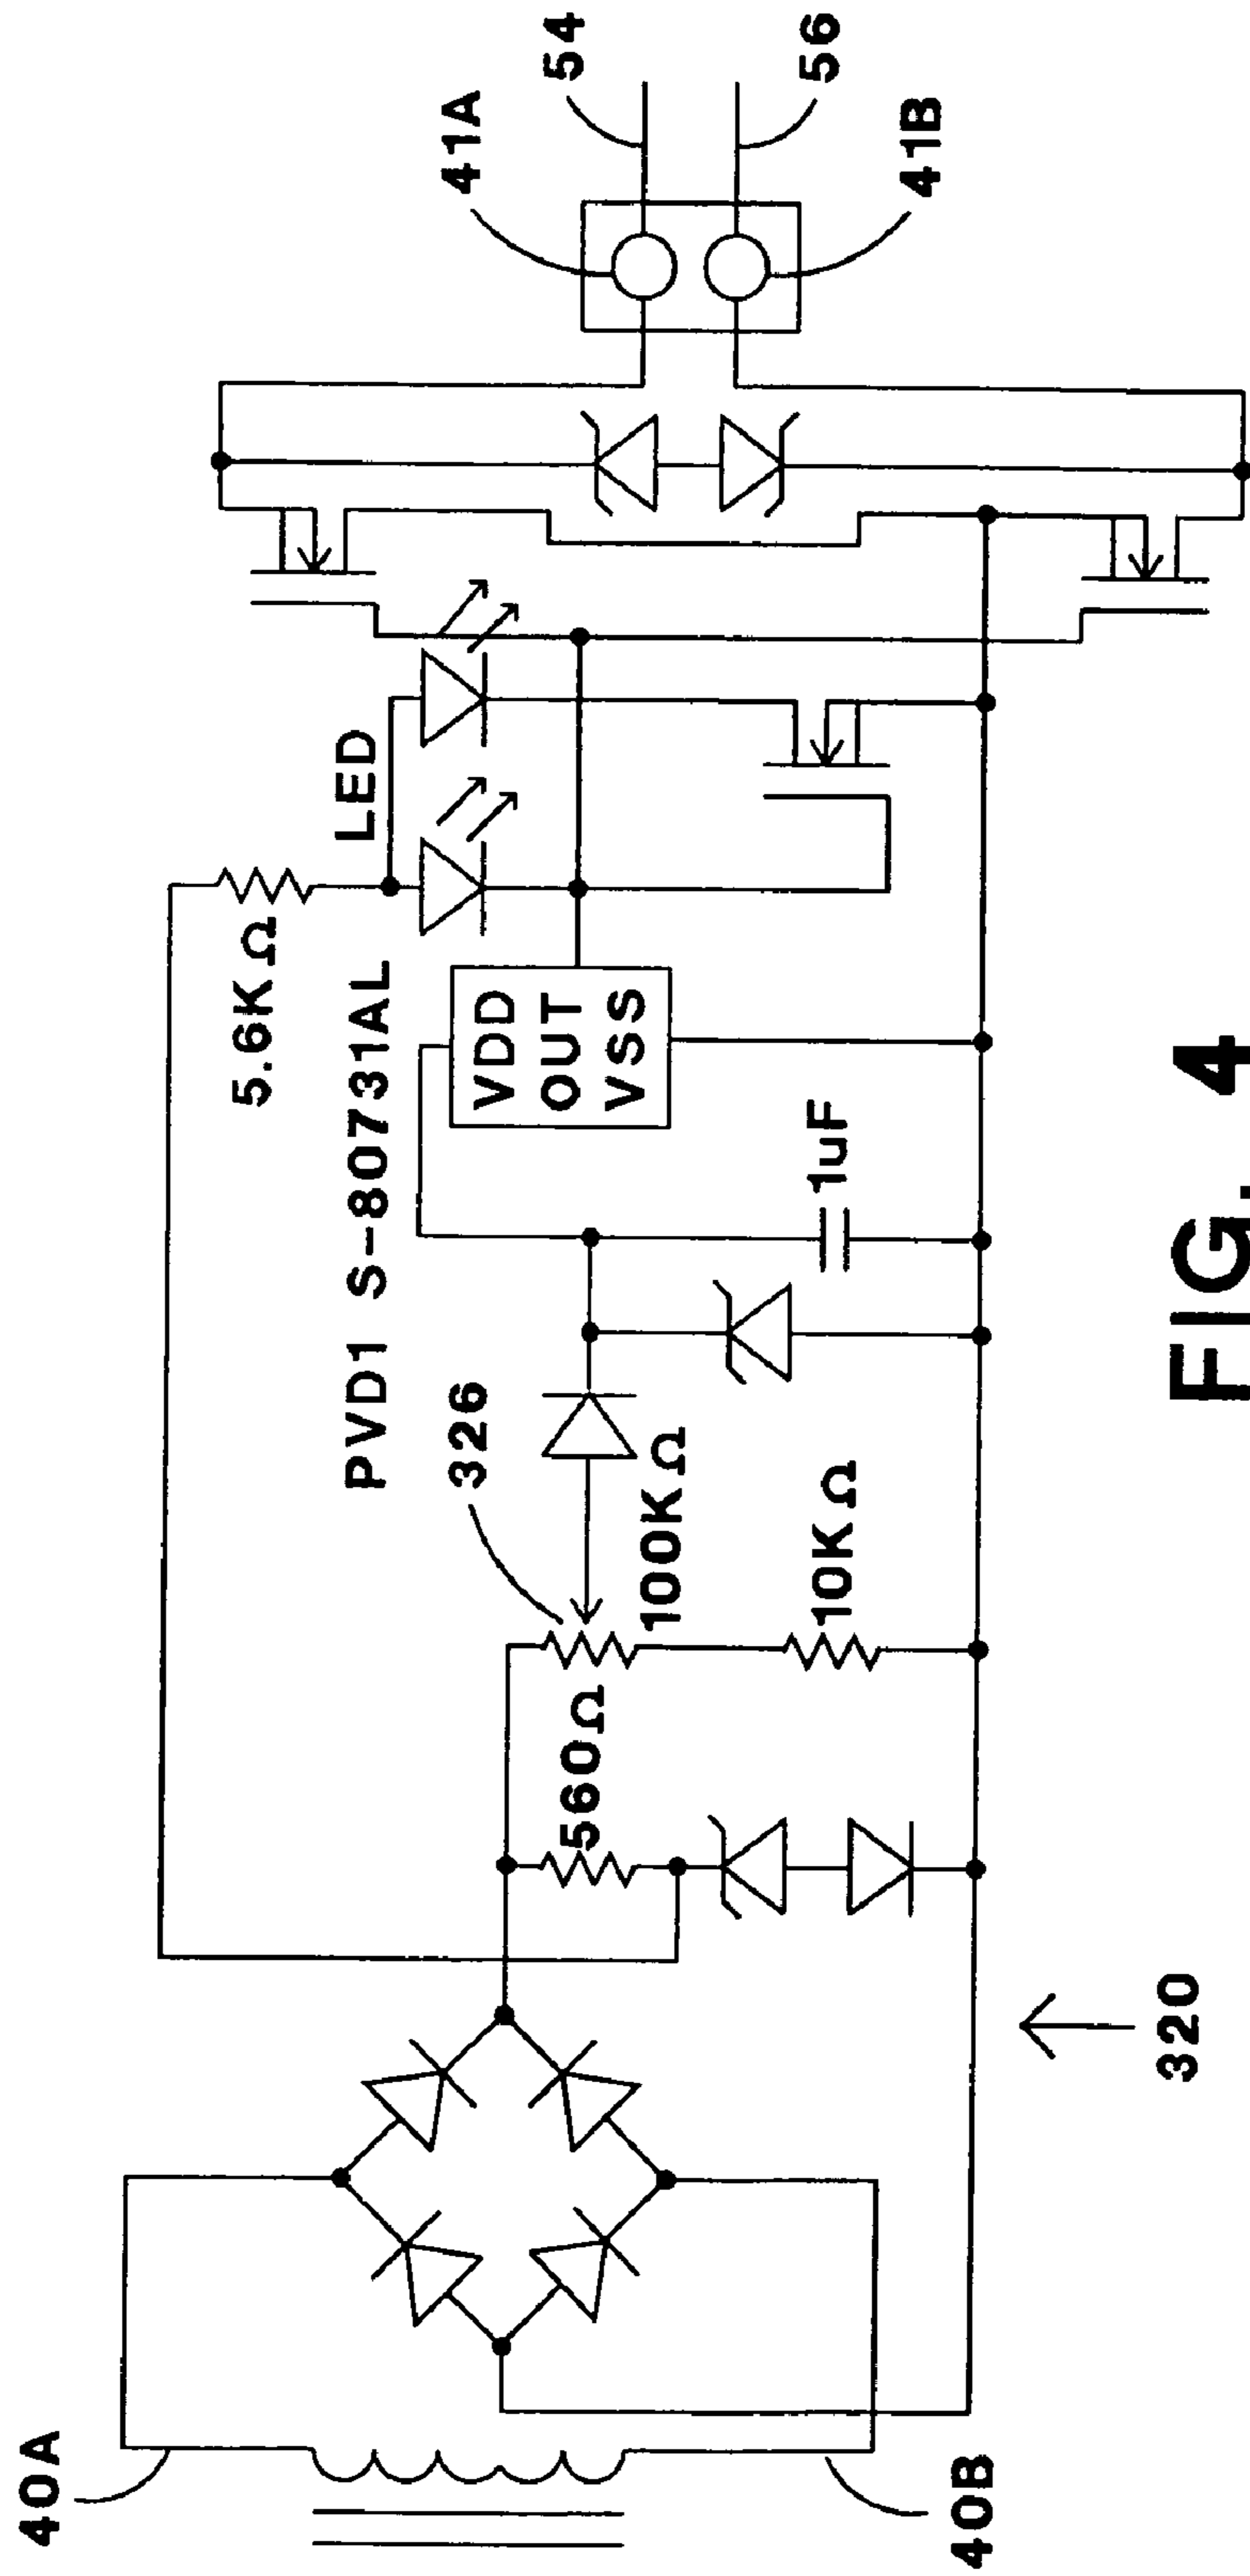 40A
40B
320
560Ω
326
100KΩ
10KΩ
PVD1 S-80731AL
1uF
VDD
OUT
VSS
5.6KΩ
LED
41A
54
56
41B
FIG. 4